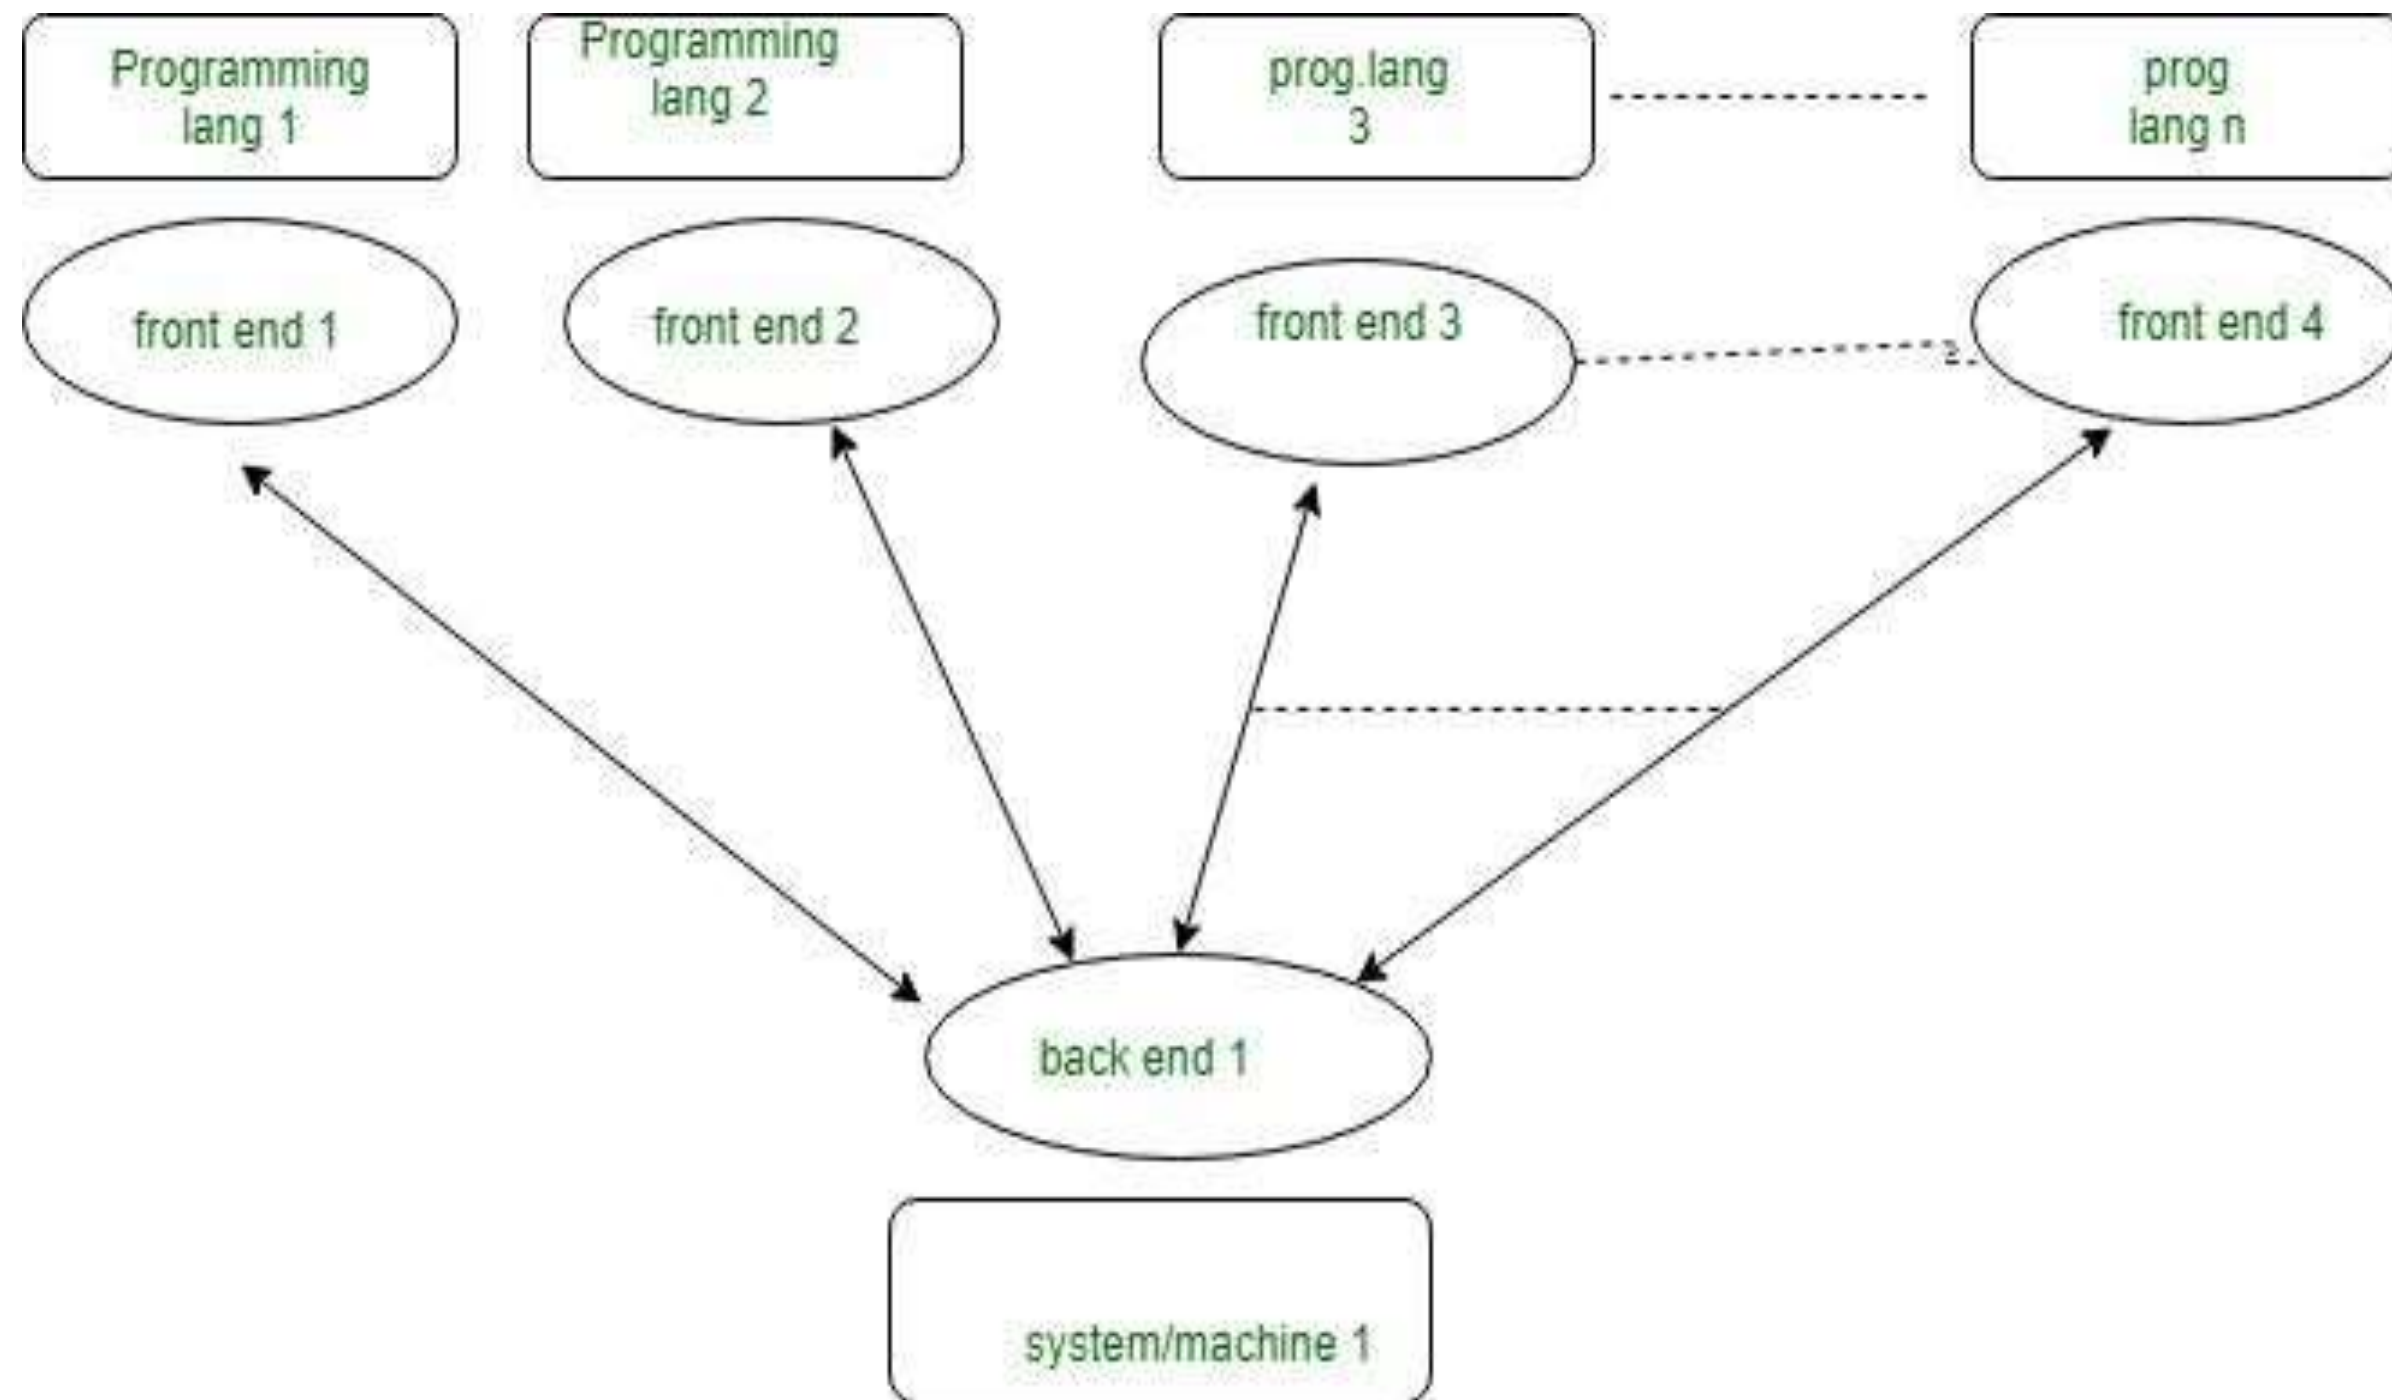 Programming
lang 1
Programming
lang 2
prog.lang
3
prog
lang n
front end 1
front end 2
front end 3
front end 4
back end 1
system/machine 1